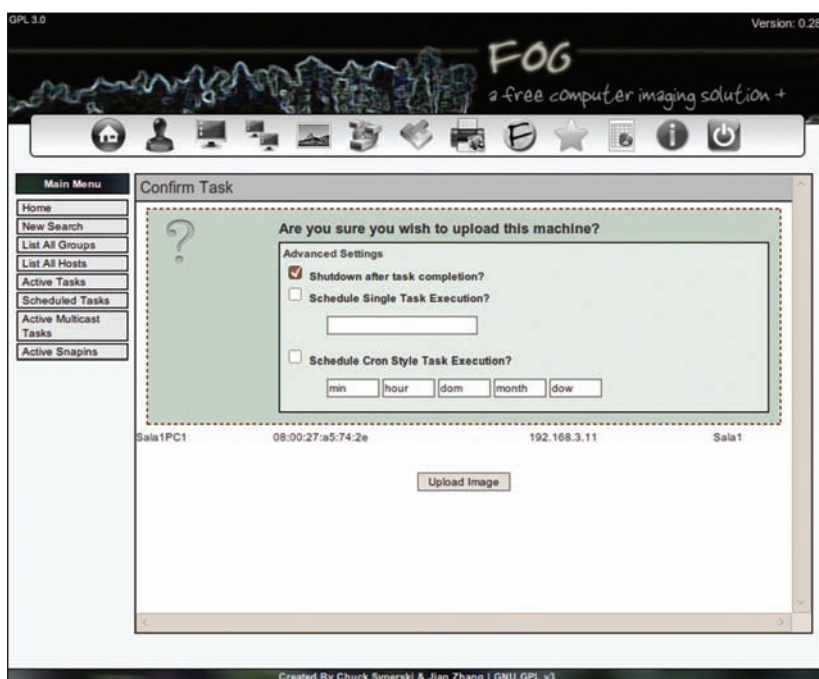 GPL 3.0
Version: 0.28
FOG
a free computer imaging solution +
Main Menu
Home
New Search
List All Groups
List All Hosts
Active Tasks
Scheduled Tasks
Active Multicast
Tasks
Active Snapins
Confirm Task
?
Are you sure you wish to upload this machine?
Advanced Settings
Shutdown after task completion?
Schedule Single Task Execution?
Schedule Cron Style Task Execution?
min hour dom month dow
Sala1PC1 08:00:27:a5:74:2e 192.168.3.11 Sala1
Upload Image
Created By Chuck Syperski & Jian Zhang | GNU GPL v3